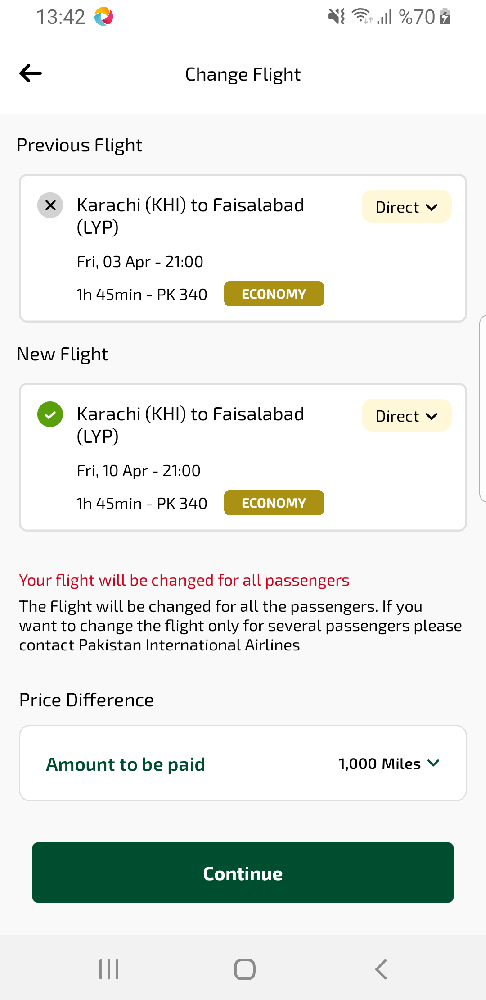 13:42
%70
Change Flight
Previous Flight
Karachi (KHI) to Faisalabad
(LYP)
Direct
Fri, 03 Apr - 21:00
1h 45min - PK 340
ECONOMY
New Flight
Karachi (KHI) to Faisalabad
(LYP)
Direct
Fri, 10 Apr - 21:00
1h 45min - PK 340
ECONOMY
Your flight will be changed for all passengers
The Flight will be changed for all the passengers. If you
want to change the flight only for several passengers please
contact Pakistan International Airlines
Price Difference
Amount to be paid
1,000 Miles
Continue